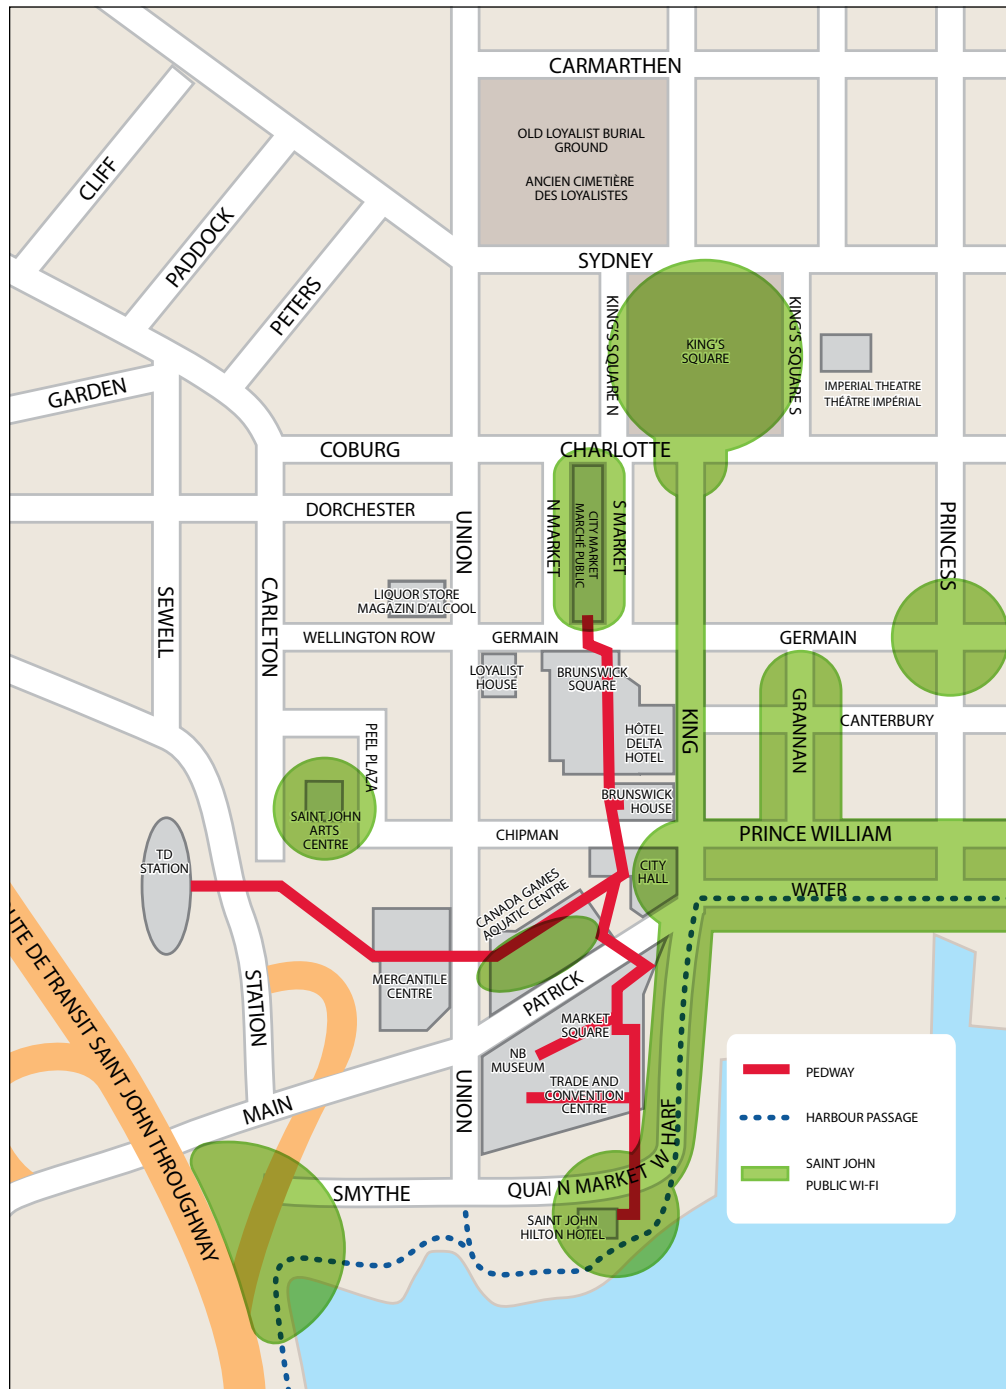 CARMARTHEN
OLD LOYALIST BURIAL
GROUND
ANCIEN CIMETIÈRE
DES LOYALISTES
CLIFF
PADDOCK
PETERS
SYDNEY
KING'S SQUARE N
KING'S
SQUARE
KING'S SQUARE S
IMPERIAL THEATRE
THÉÂTRE IMPÉRIAL
GARDEN
COBURG
CHARLOTTE
DORCHESTER
UNION
N MARKET
CITY MARKET
MARCHÉ PUBLIC
S MARKET
PRINCESS
SEWELL
CARLETON
LIQUOR STORE
MAGAZIN D'ALCOOL
WELLINGTON ROW
GERMAIN
GERMAIN
LOYALIST
HOUSE
BRUNSWICK
SQUARE
PEEL PLAZA
HÔTEL
DELTA
HOTEL
KING
GRANNAN
CANTERBURY
BRUNSWICK
HOUSE
SAINT JOHN
ARTS
CENTRE
CHIPMAN
PRINCE WILLIAM
TD
STATION
CITY
HALL
WATER
CANADA GAMES
AQUATIC CENTRE
UTE DE TRANSIT SAINT JOHN THROUGHWAY
STATION
MERCANTILE
CENTRE
PATRICK
MARKET
SQUARE
NB
MUSEUM
TRADE AND
CONVENTION
CENTRE
MAIN
UNION
SMYTHE
QUAI N MARKET WHARF
SAINT JOHN
HILTON HOTEL
PEDWAY
HARBOUR PASSAGE
SAINT JOHN
PUBLIC WI-FI